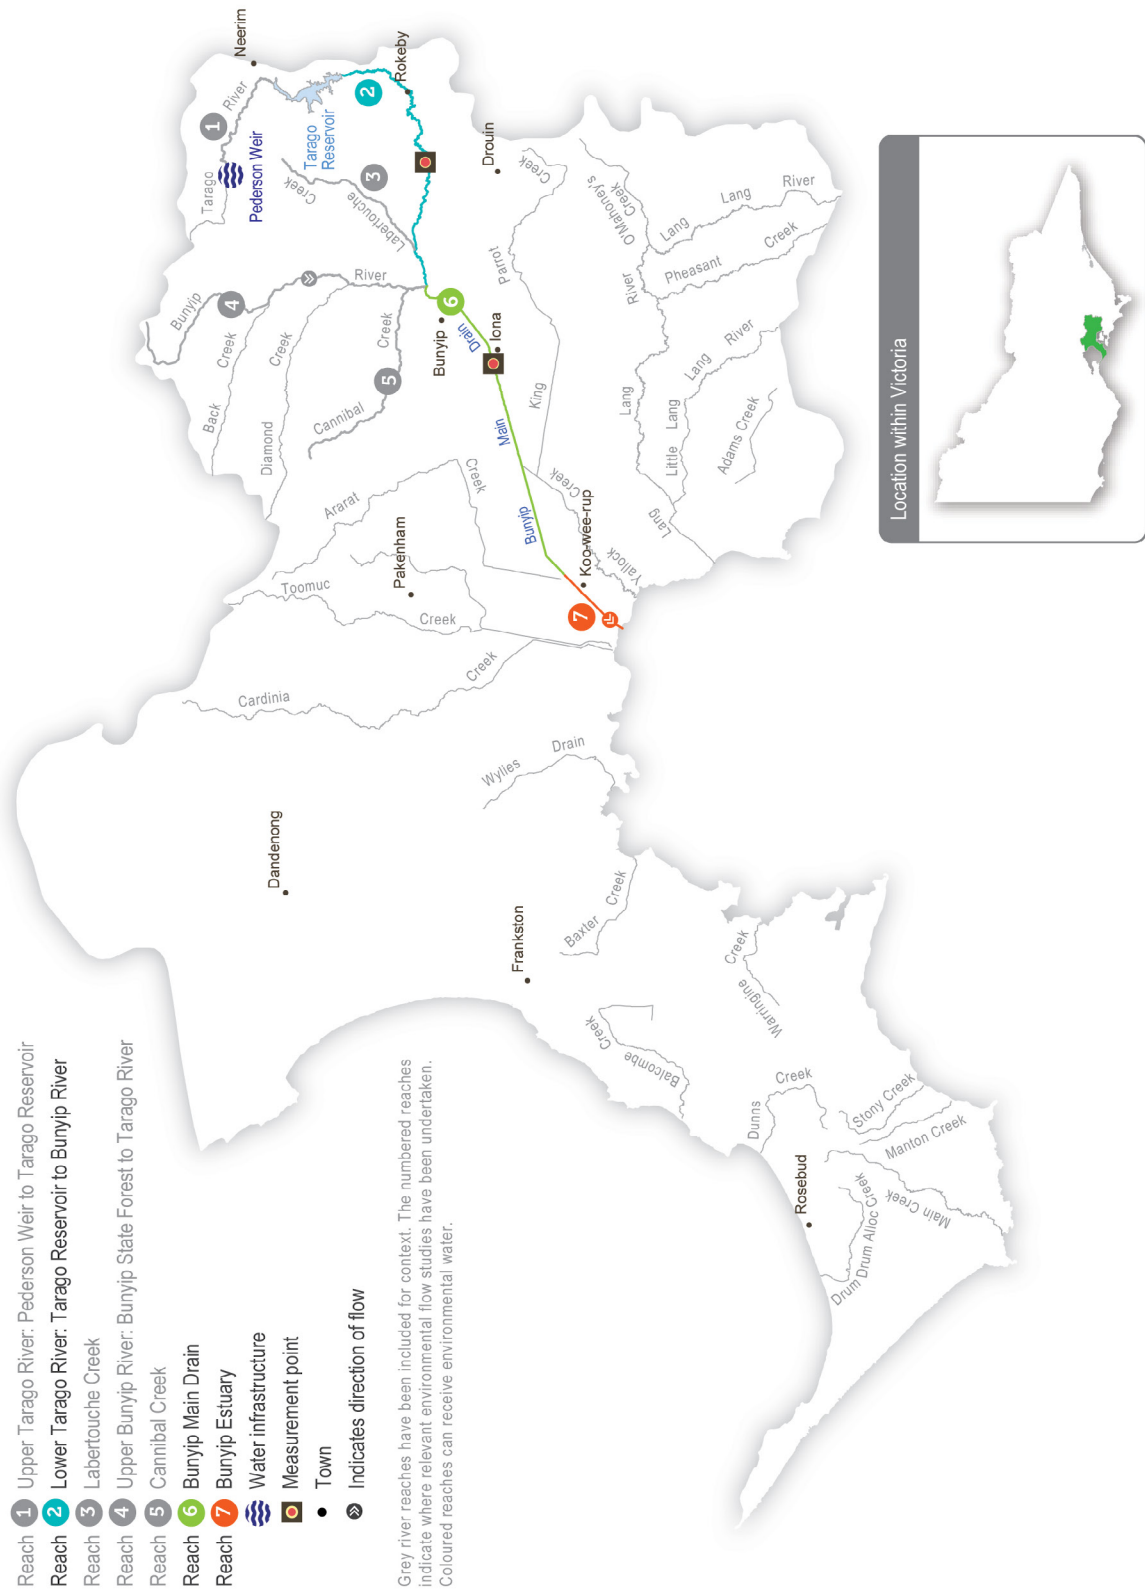 Reach 1 Upper Tarago River: Pederson Weir to Tarago Reservoir
Reach 2 Lower Tarago River: Tarago Reservoir to Bunyip River
Reach 3 Labertouche Creek
Reach 4 Upper Bunyip River: Bunyip State Forest to Tarago River
Reach 5 Cannibal Creek
Reach 6 Bunyip Main Drain
Reach 7 Bunyip Estuary
Water infrastructure
Measurement point
Town
Indicates direction of flow
Grey river reaches have been included for context. The numbered reaches
indicate where relevant environmental flow studies have been undertaken.
Coloured reaches can receive environmental water.
Neerim
1
Tarago River
Pederson Weir
Tarago
Reservoir
2
Rokeby
3
Labertouche Creek
Drouin
4
Bunyip River
Back Creek
Diamond Creek
5
Cannibal Creek
Bunyip
6
Iona
Bunyip Main Drain
King Parrot Creek
Ararat Creek
Pakenham
Toomuc Creek
Koo-wee-rup
7
Yallock Creek
Cardinia Creek
O'Mahoney's
Creek
Lang Lang River
Pheasant Creek
Lang Lang River
Little Lang Lang River
Adams Creek
Dandenong
Wylies Drain
Frankston
Baxter Creek
Balcombe Creek
Warringine Creek
Dunns Creek
Rosebud
Stony Creek
Manton Creek
Main Creek
Drum Drum Alloc Creek
Location within Victoria